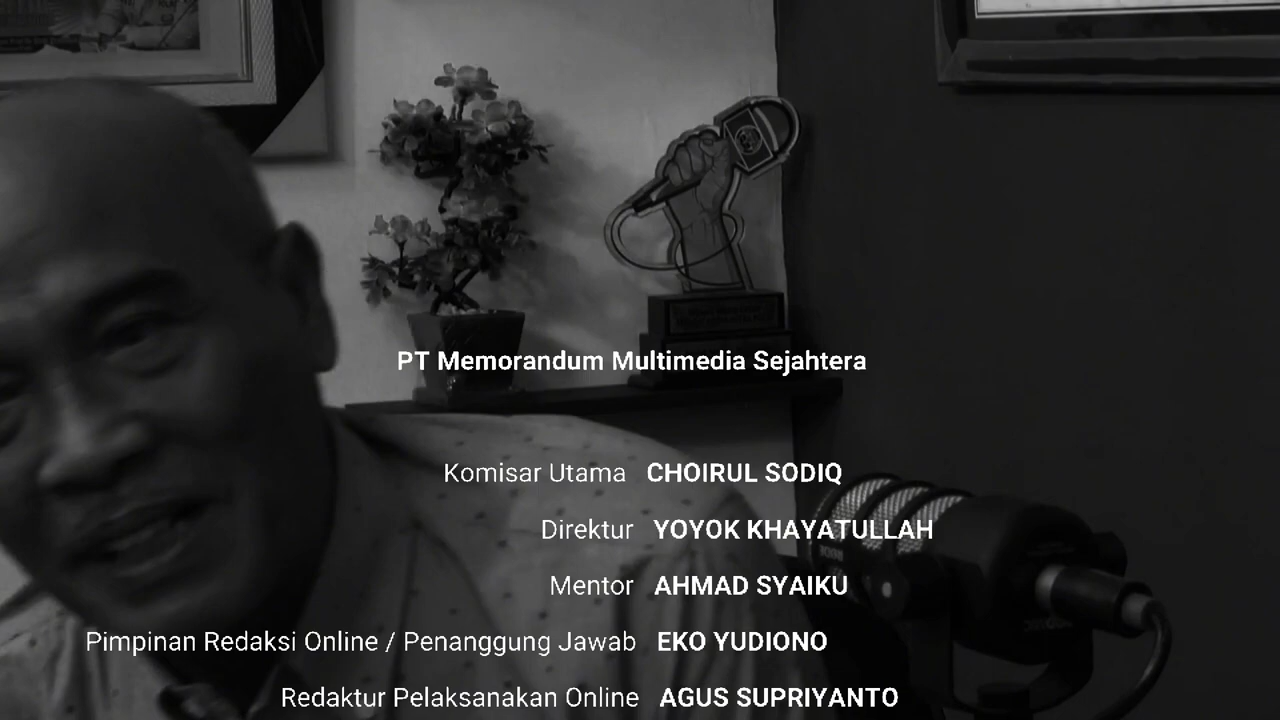 PT Memorandum Multimedia Sejahtera
Komisar Utama CHOIRUL SODIQ
Direktur YOYOK KHAYATULLAH
Mentor AHMAD SYAIKU
Pimpinan Redaksi Online / Penanggung Jawab EKO YUDIONO
Redaktur Pelaksanakan Online AGUS SUPRIYANTO